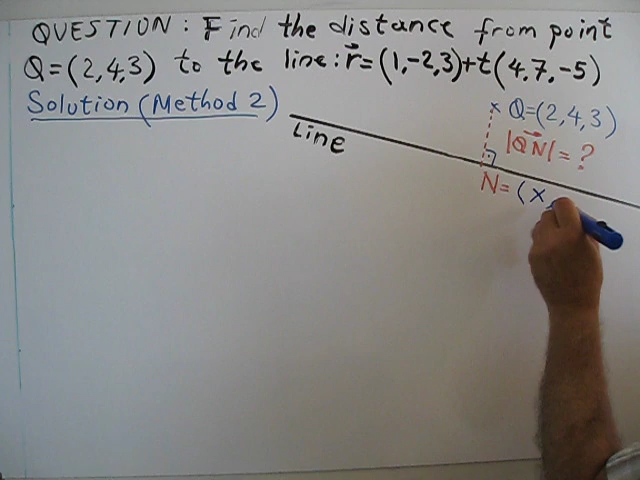 QUESTION: Find the distance from point
Q=(2,4,3) to the line: r⃗=(1,-2,3)+t(4,7,-5)
Solution (Method 2)
× Q=(2,4,3)
Line
|QN⃗|= ?
N= (x,